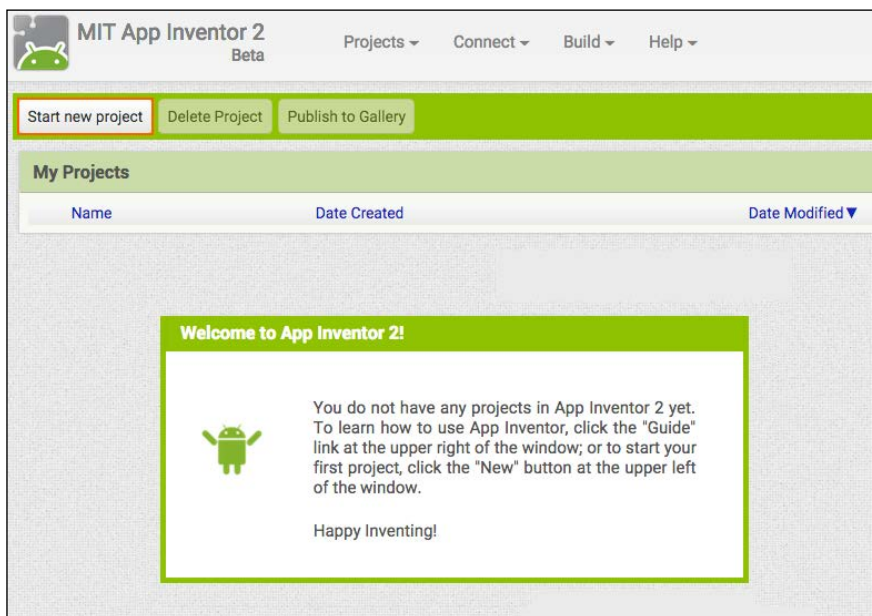 MIT App Inventor 2
Beta
Projects Connect Build Help
Start new project Delete Project Publish to Gallery
My Projects
Name Date Created Date Modified
Welcome to App Inventor 2!
You do not have any projects in App Inventor 2 yet.
To learn how to use App Inventor, click the "Guide"
link at the upper right of the window; or to start your
first project, click the "New" button at the upper left
of the window.
Happy Inventing!